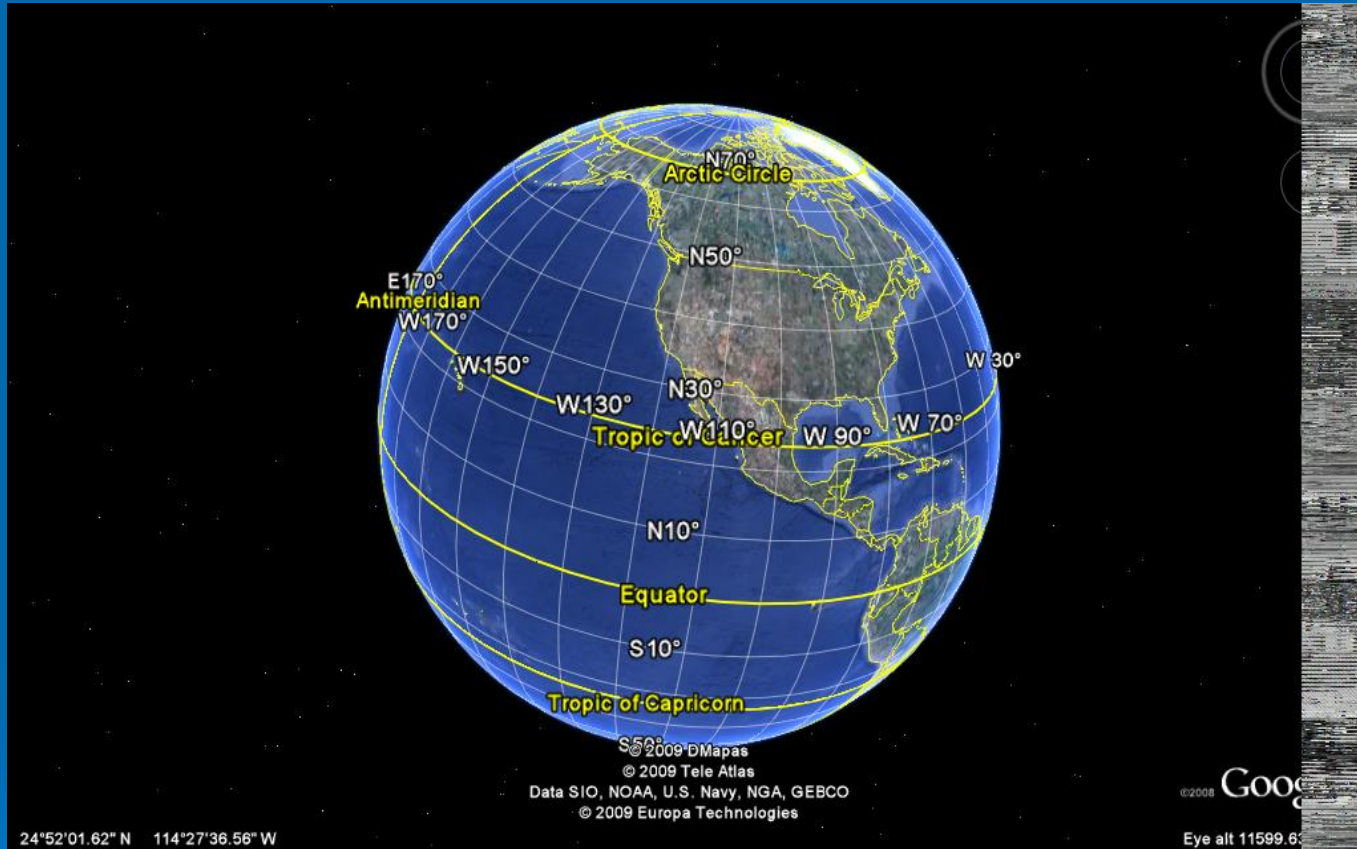 N70°
Arctic Circle
N50°
E170°
Antimeridian
W170°
W 30°
W150°
N30°
W130°
W 70°
W110°
W 90°
Tropic of Cancer
N10°
Equator
S10°
Tropic of Capricorn
© 2009 DMapas
© 2009 Tele Atlas
Data SIO, NOAA, U.S. Navy, NGA, GEBCO
© 2009 Europa Technologies
©2008 Goog
24°52'01.62" N 114°27'36.56" W
Eye alt 11599.63